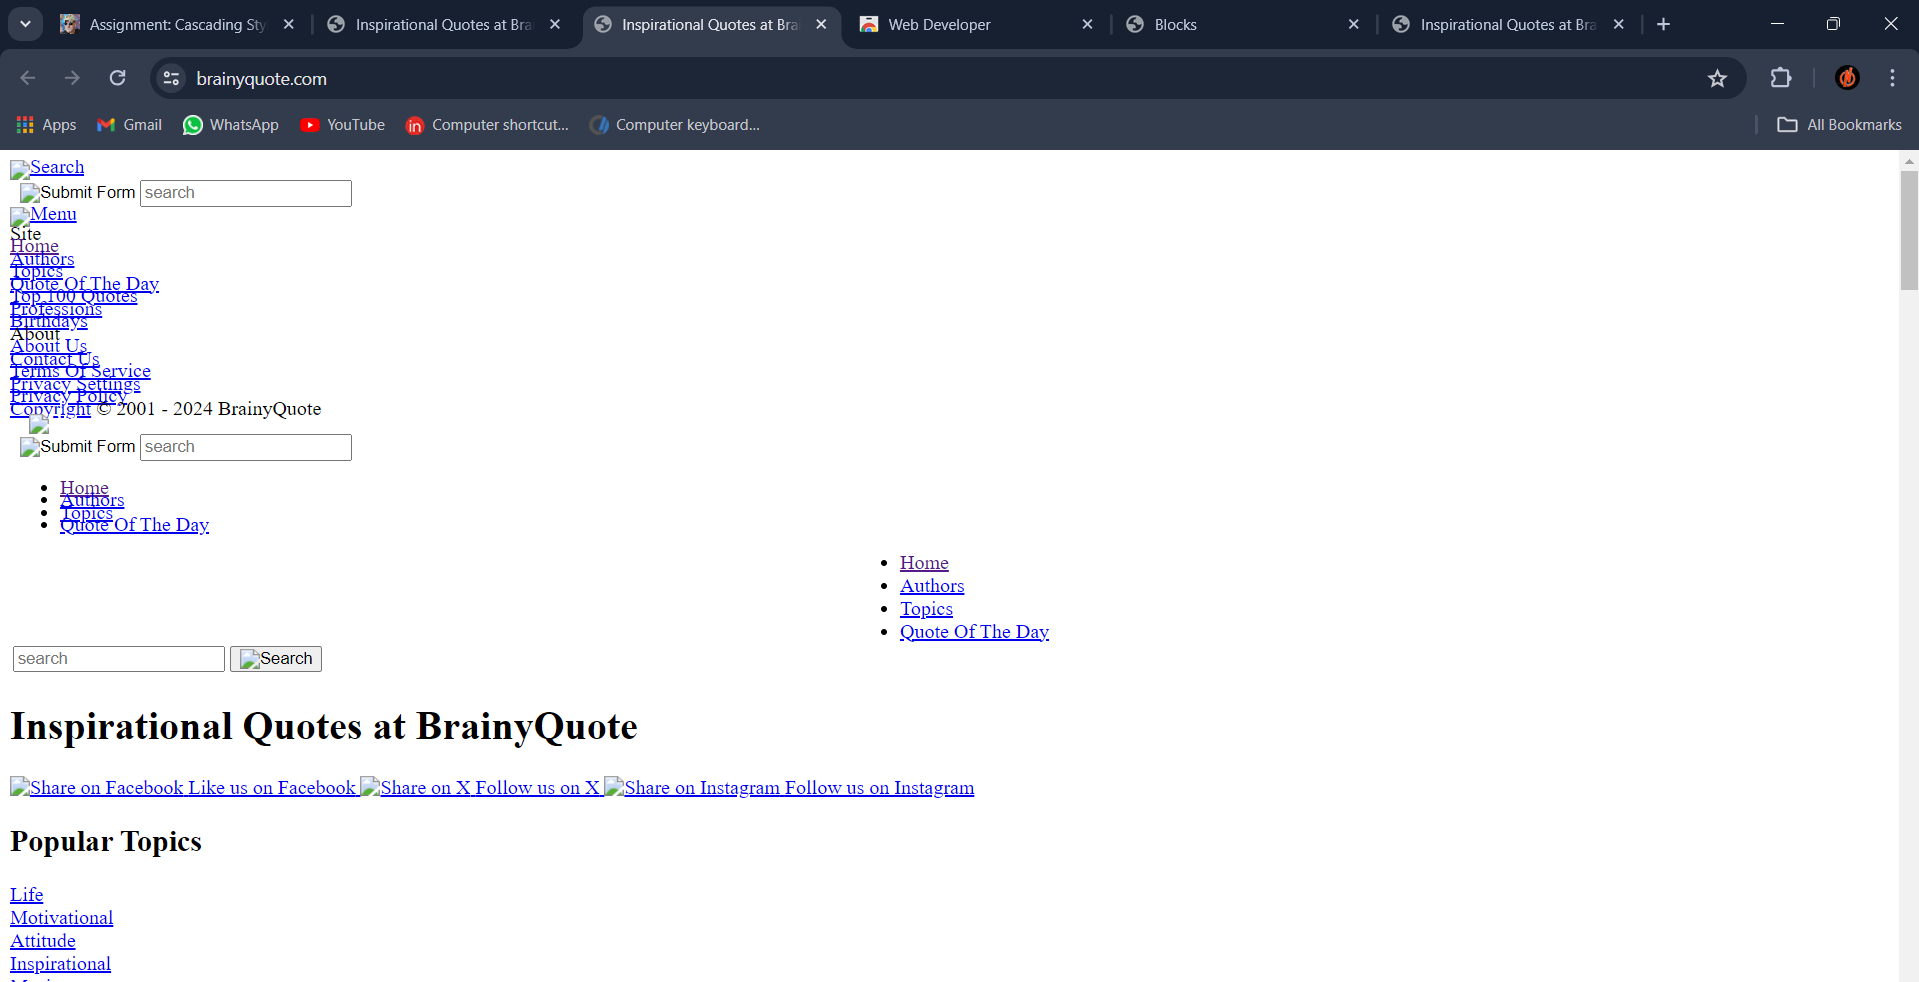 Assignment: Cascading Sty
Inspirational Quotes at Bra
Inspirational Quotes at Bra
Web Developer
Blocks
Inspirational Quotes at Bra
brainyquote.com
Apps
Gmail
WhatsApp
YouTube
Computer shortcut...
Computer keyboard...
All Bookmarks
Search
Submit Form search
Menu
Site
Home
Authors
Topics
Quote Of The Day
Top 100 Quotes
Professions
Birthdays
About
About Us
Contact Us
Terms Of Service
Privacy Settings
Privacy Policy
Copyright © 2001 - 2024 BrainyQuote
Submit Form search
Home
Authors
Topics
Quote Of The Day
Home
Authors
Topics
Quote Of The Day
search Search
Inspirational Quotes at BrainyQuote
Share on Facebook Like us on Facebook Share on X Follow us on X Share on Instagram Follow us on Instagram
Popular Topics
Life
Motivational
Attitude
Inspirational